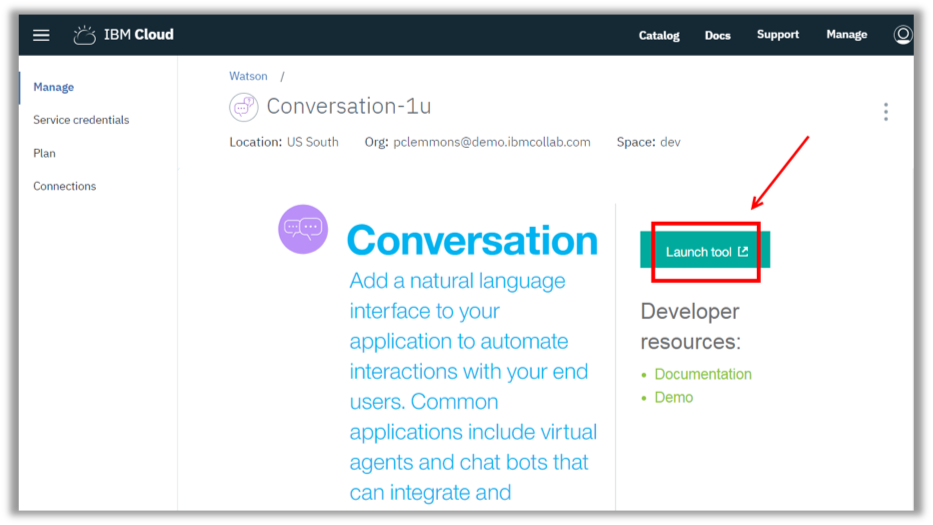 IBM Cloud
Catalog Docs Support Manage
Manage
Service credentials
Plan
Connections
Watson /
Conversation-1u
Location: US South Org: pclemmons@demo.ibmcollab.com Space: dev
Conversation
Add a natural language
interface to your
application to automate
interactions with your end
users. Common
applications include virtual
agents and chat bots that
can integrate and
Launch tool
Developer
resources:
• Documentation
• Demo